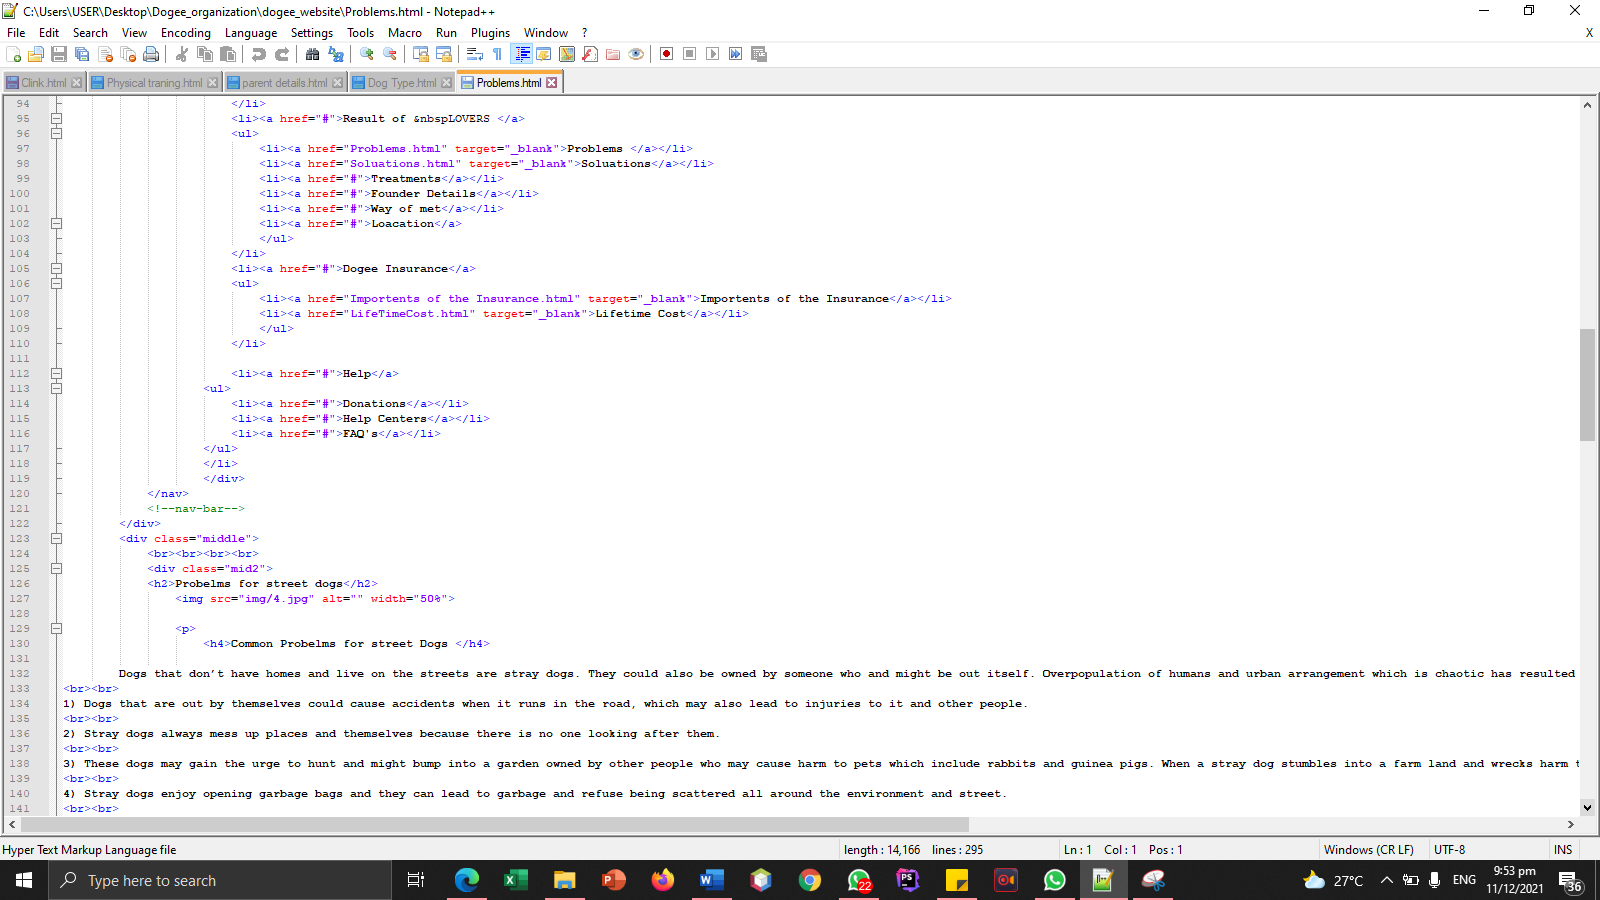 C:\Users\USER\Desktop\Dogee_organization\dogee_website\Problems.html - Notepad++
File Edit Search View Encoding Language Settings Tools Macro Run Plugins Window ? X
Clink.html Physical traning.html parent details.html Dog Type.html Problems.html
94 </li>
95 <li><a href="#">Result of &nbspLOVERS </a>
96 <ul>
97 <li><a href="Problems.html" target="_blank">Problems </a></li>
98 <li><a href="Soluations.html" target="_blank">Soluations</a></li>
99 <li><a href="#">Treatments</a></li>
100 <li><a href="#">Founder Details</a></li>
101 <li><a href="#">Way of met</a></li>
102 <li><a href="#">Loacation</a>
103 </ul>
104 </li>
105 <li><a href="#">Dogee Insurance</a>
106 <ul>
107 <li><a href="Importents of the Insurance.html" target="_blank">Importents of the Insurance</a></li>
108 <li><a href="LifeTimeCost.html" target="_blank">Lifetime Cost</a></li>
109 </ul>
110 </li>
111
112 <li><a href="#">Help</a>
113 <ul>
114 <li><a href="#">Donations</a></li>
115 <li><a href="#">Help Centers</a></li>
116 <li><a href="#">FAQ's</a></li>
117 </ul>
118 </li>
119 </div>
120 </nav>
121 <!--nav-bar-->
122 </div>
123 <div class="middle">
124 <br><br><br><br>
125 <div class="mid2">
126 <h2>Probelms for street dogs</h2>
127 <img src="img/4.jpg" alt="" width="50%">
128
129 <p>
130 <h4>Common Probelms for street Dogs </h4>
131
132 Dogs that don’t have homes and live on the streets are stray dogs. They could also be owned by someone who and might be out itself. Overpopulation of humans and urban arrangement which is chaotic has resulted
133 <br><br>
134 1) Dogs that are out by themselves could cause accidents when it runs in the road, which may also lead to injuries to it and other people.
135 <br><br>
136 2) Stray dogs always mess up places and themselves because there is no one looking after them.
137 <br><br>
138 3) These dogs may gain the urge to hunt and might bump into a garden owned by other people who may cause harm to pets which include rabbits and guinea pigs. When a stray dog stumbles into a farm land and wrecks harm t
139 <br><br>
140 4) Stray dogs enjoy opening garbage bags and they can lead to garbage and refuse being scattered all around the environment and street.
141 <br><br>
Hyper Text Markup Language file length : 14,166 lines : 295 Ln : 1 Col : 1 Pos : 1 Windows (CR LF) UTF-8 INS
Type here to search 22 27°C ENG 9:53 pm
11/12/2021 36